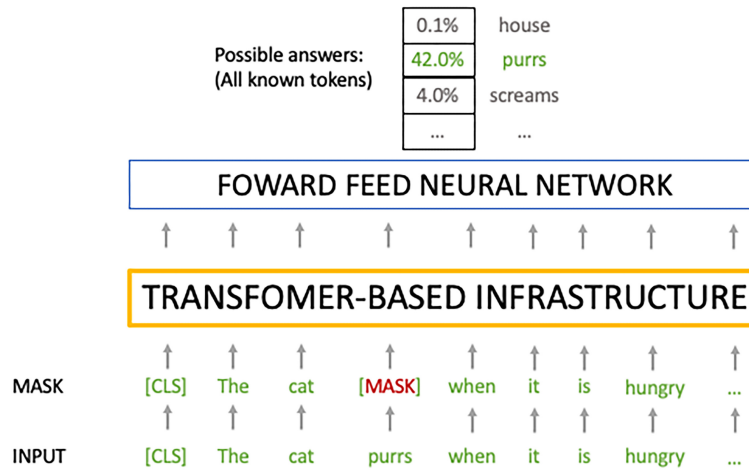 0.1% house
Possible answers: 42.0% purrs
(All known tokens)
4.0% screams
... ...
FOWARD FEED NEURAL NETWORK
TRANSFOMER-BASED INFRASTRUCTURE
MASK [CLS] The cat [MASK] when it is hungry ...
INPUT [CLS] The cat purrs when it is hungry ...